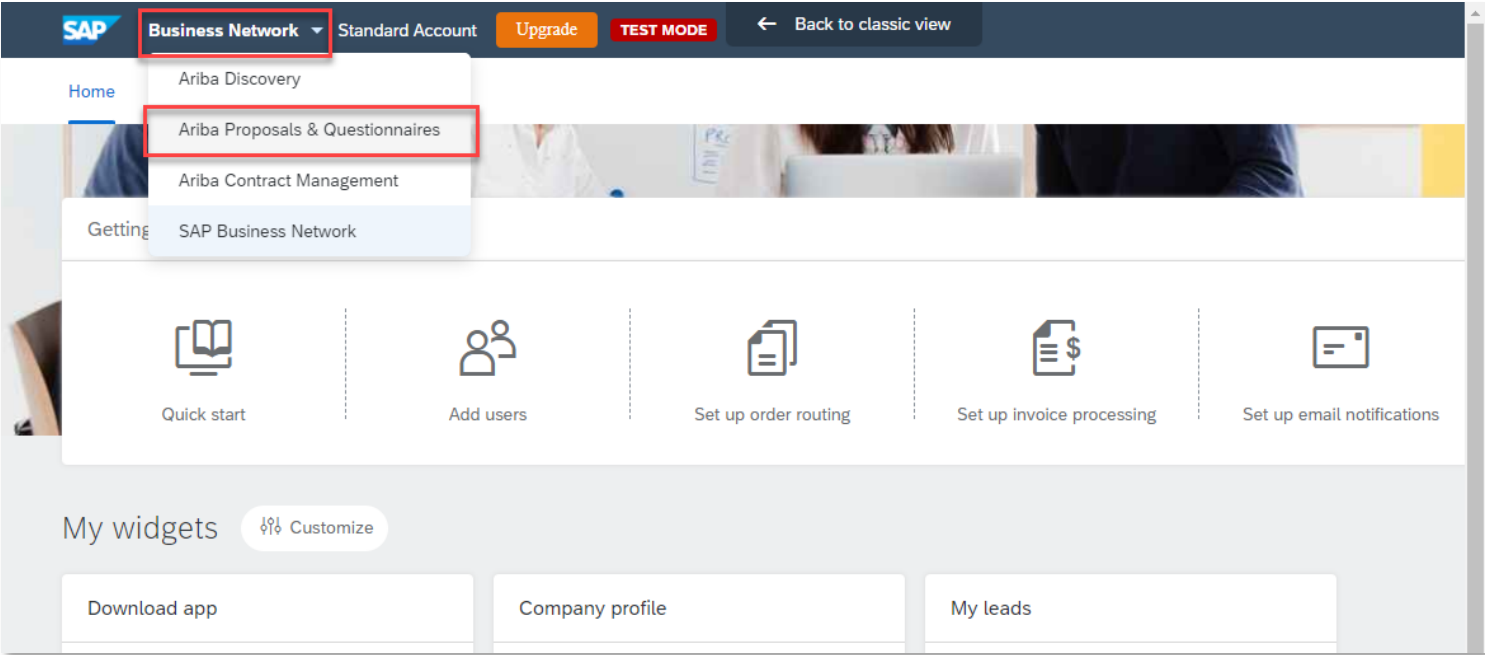 SAP Business Network Standard Account Upgrade TEST MODE ← Back to classic view
Ariba Discovery
Home
Ariba Proposals & Questionnaires
Ariba Contract Management
Getting
SAP Business Network
Quick start Add users Set up order routing Set up invoice processing Set up email notifications
My widgets Customize
Download app Company profile My leads